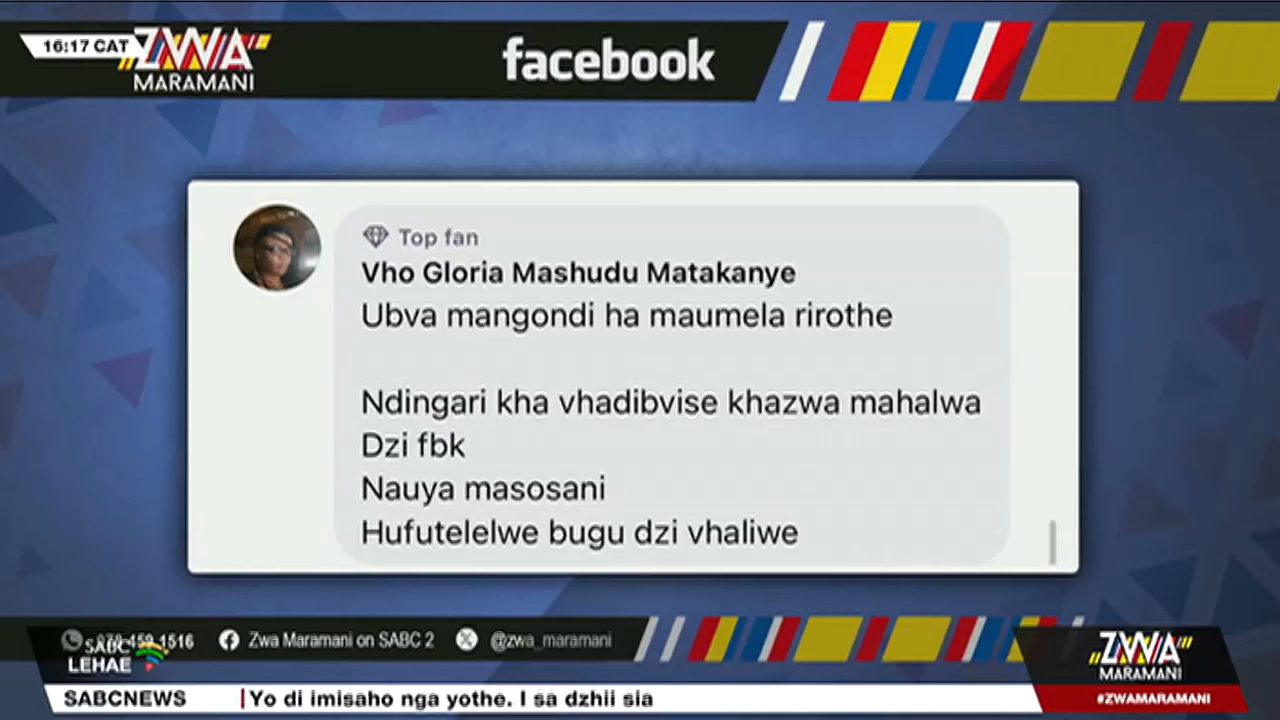 16:17 CAT
ZWA
MARAMANI
facebook
Top fan
Vho Gloria Mashudu Matakanye
Ubva mangondi ha maumela rirothe
Ndingari kha vhadibvise khazwa mahalwa
Dzi fbk
Nauya masosani
Hufutelelwe bugu dzi vhaliwe
459 1516
Zwa Maramani on SABC 2
@zwa_maramani
SABC
LEHAE
ZWA
MARAMANI
SABCNEWS
Yo di imisaho nga yothe. I sa dzhii sia
#ZWAMARAMANI